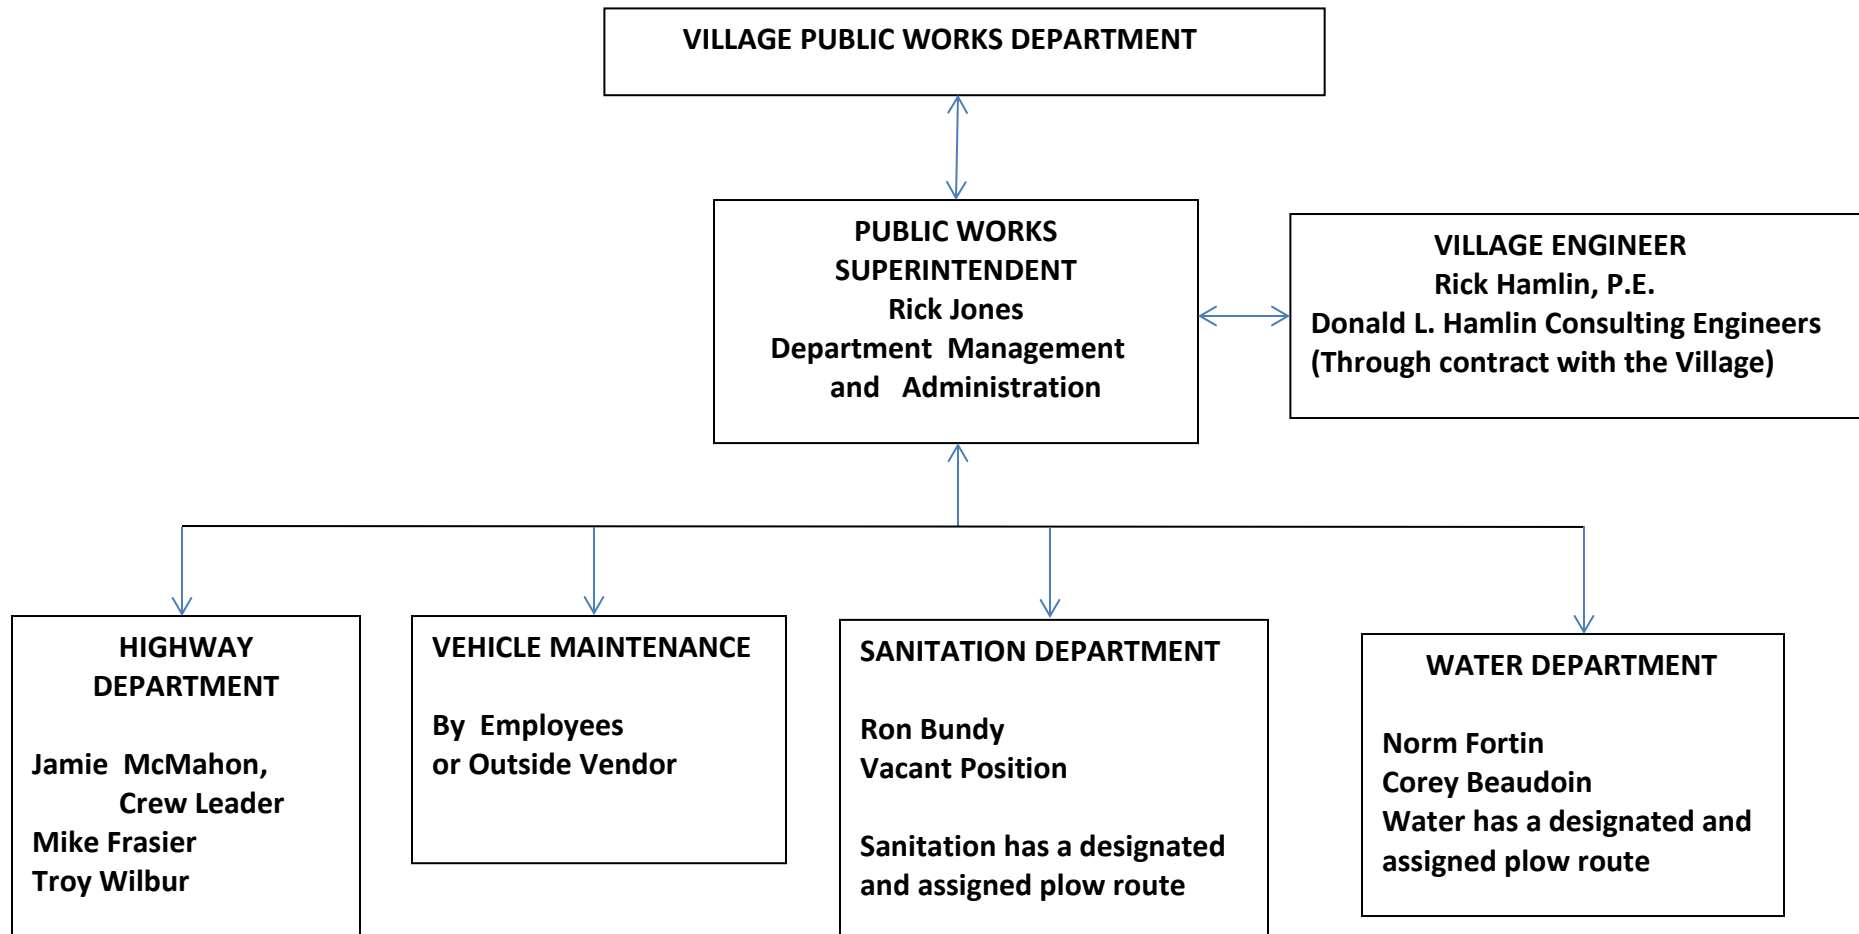 VILLAGE PUBLIC WORKS DEPARTMENT
PUBLIC WORKS
SUPERINTENDENT
Rick Jones
Department Management
and Administration
VILLAGE ENGINEER
Rick Hamlin, P.E.
Donald L. Hamlin Consulting Engineers
(Through contract with the Village)
HIGHWAY
DEPARTMENT
Jamie McMahon,
Crew Leader
Mike Frasier
Troy Wilbur
VEHICLE MAINTENANCE
By Employees
or Outside Vendor
SANITATION DEPARTMENT
Ron Bundy
Vacant Position
Sanitation has a designated
and assigned plow route
WATER DEPARTMENT
Norm Fortin
Corey Beaudoin
Water has a designated and
assigned plow route